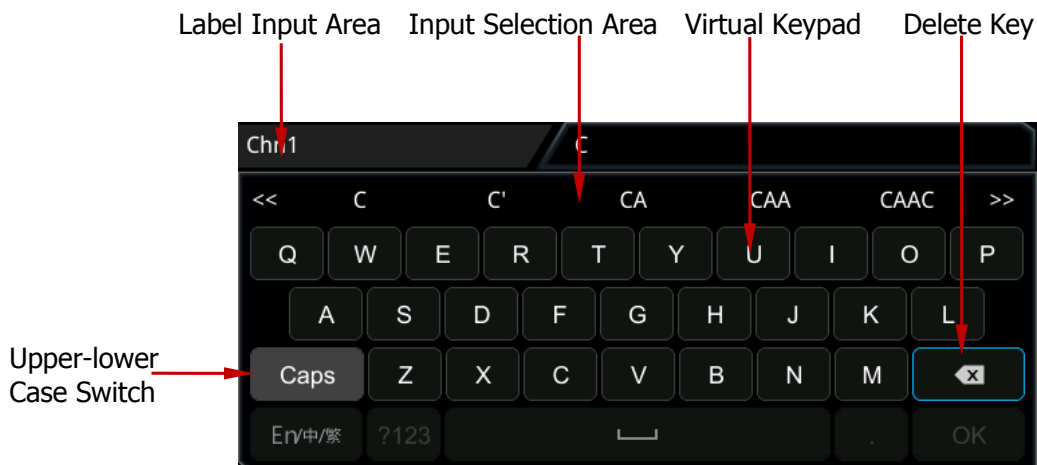 Label Input Area Input Selection Area Virtual Keypad Delete Key
Chn1 C
<< C C' CA CAA CAAC >>
Q W E R T Y U I O P
A S D F G H J K L
Upper-lower
Case Switch
Caps Z X C V B N M x
En/中/繁 ?123 . OK